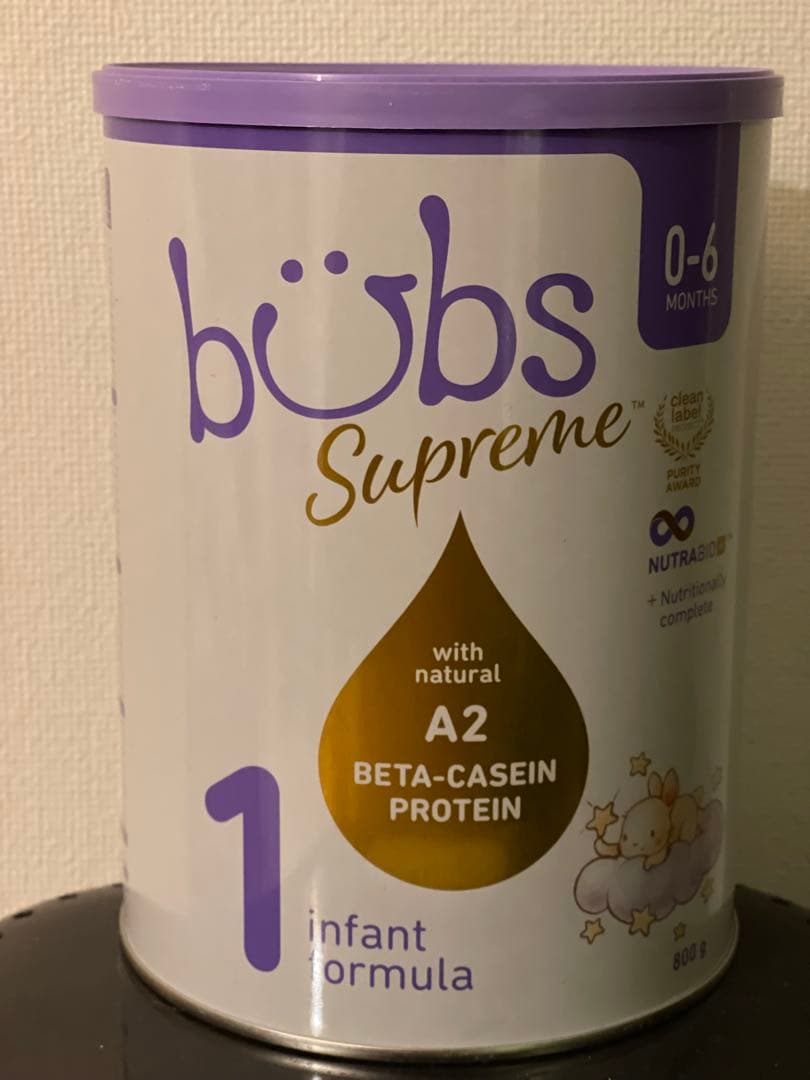 bübs
Supreme™
0-6
MONTHS
clean
label
PURITY
AWARD
NUTRABIO
+ Nutritionally
complete
with
natural
A2
BETA-CASEIN
PROTEIN
1
infant
formula
800 g